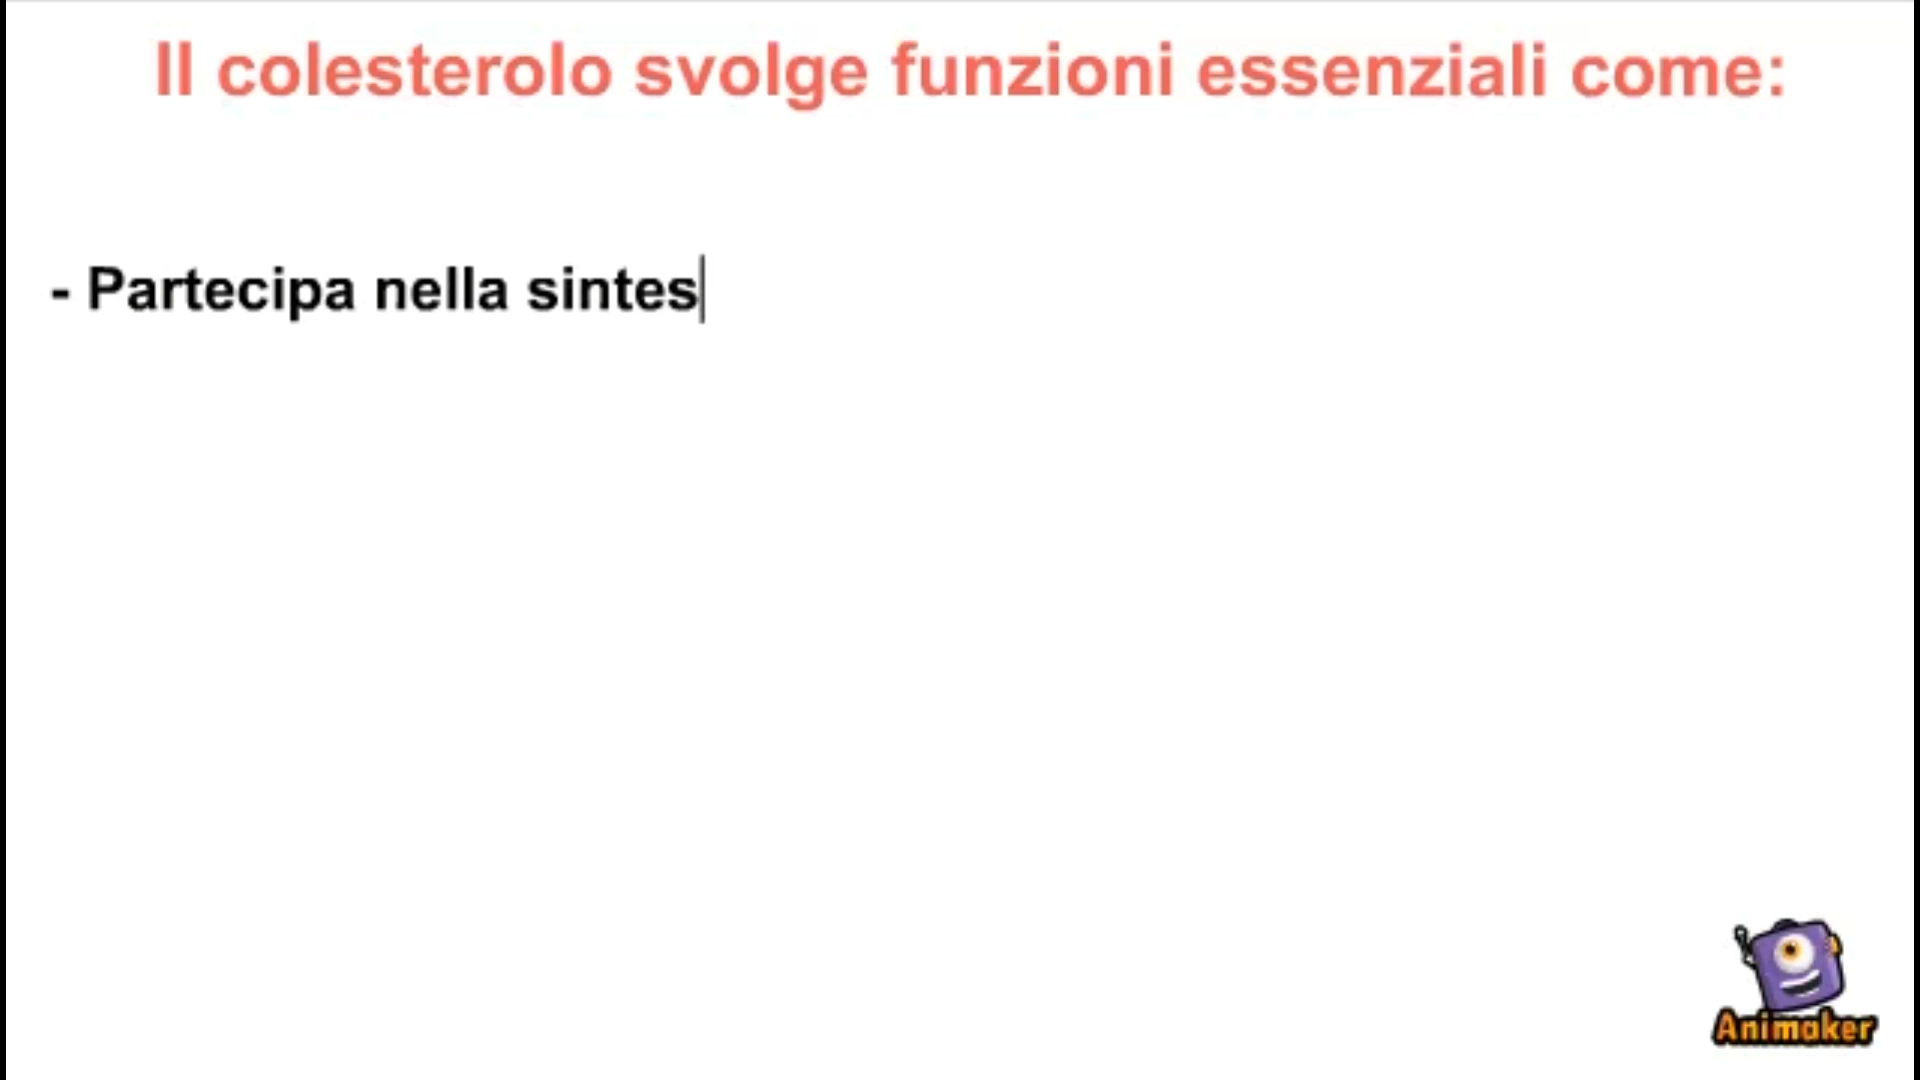 Il colesterolo svolge funzioni essenziali come:
- Partecipa nella sintes
Animaker